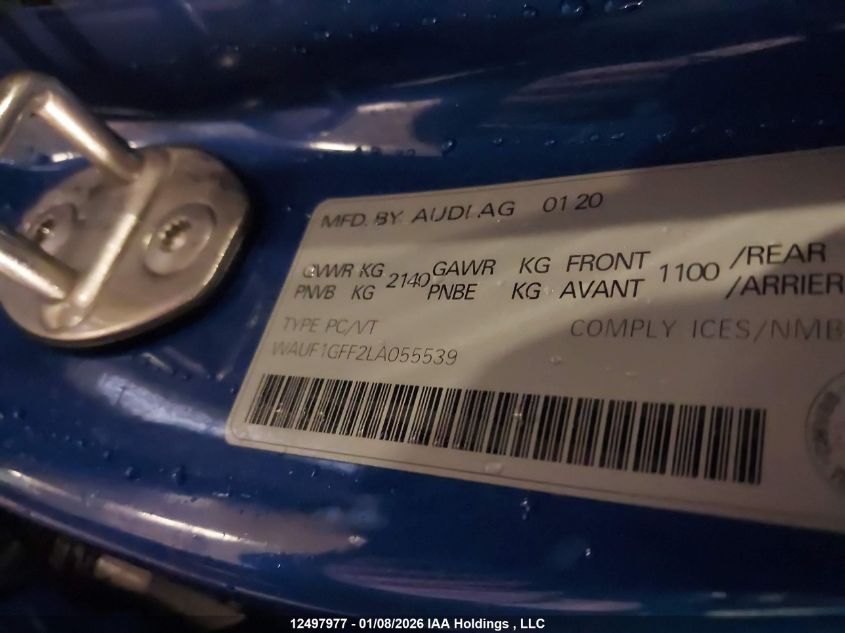 MFD. BY. AUDI AG 01 20
GVWR KG 2140 GAWR KG FRONT 1100 /REAR
PNVB KG PNBE KG AVANT /ARRIER
TYPE PC/VT COMPLY ICES/NMB
WAUF1GFF2LA055539
12497977 - 01/08/2026 IAA Holdings , LLC